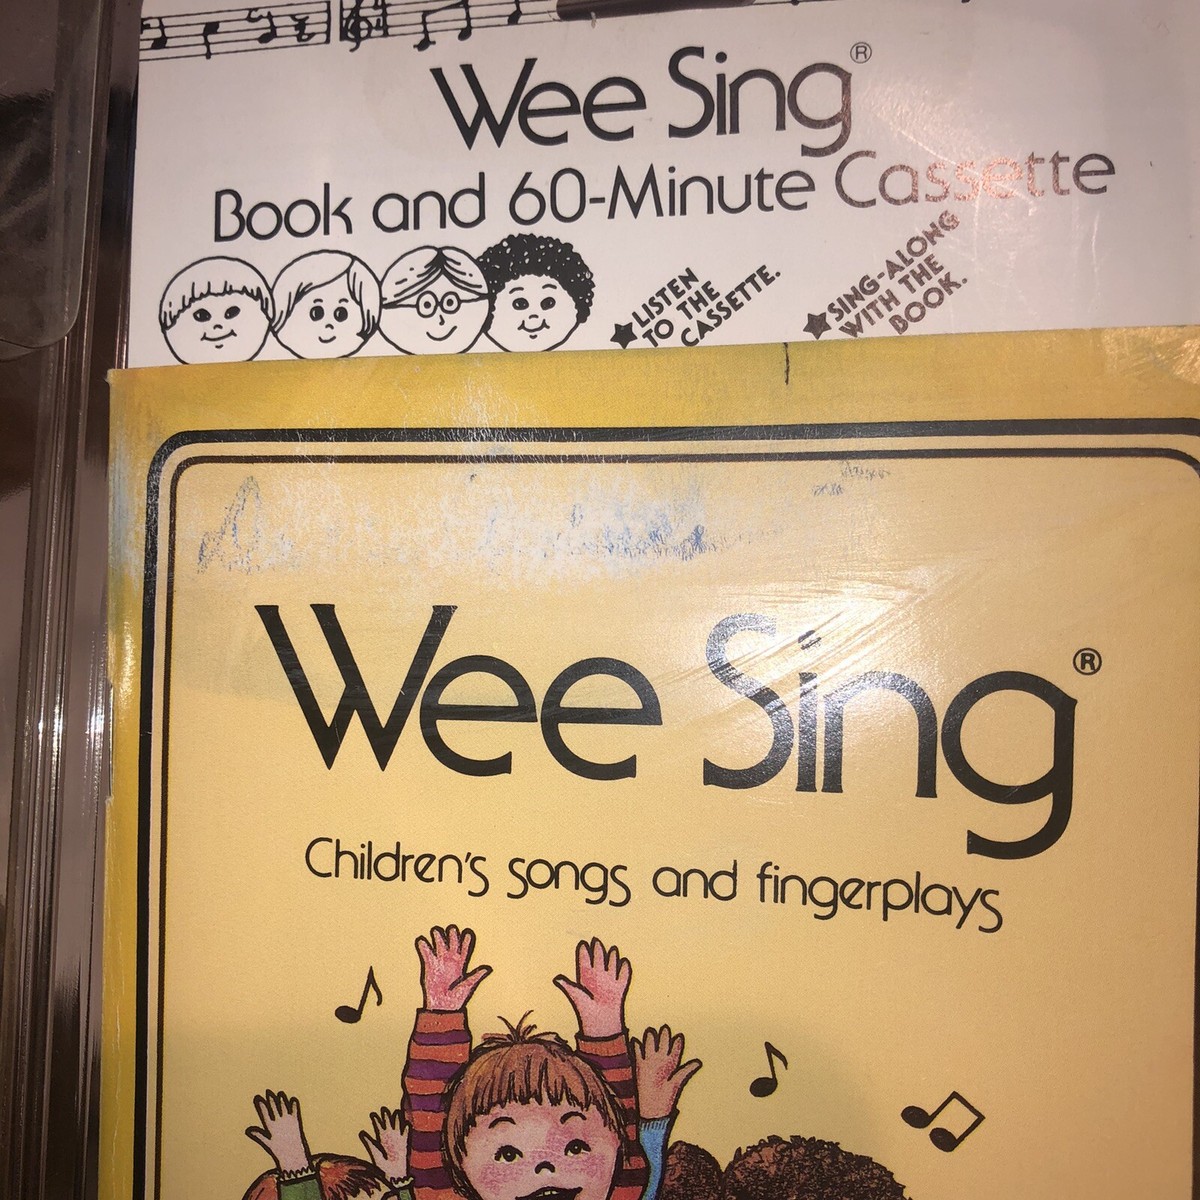 Wee Sing®
Book and 60-Minute Cassette
★ LISTEN
TO THE
CASSETTE.
★ SING-ALONG
WITH THE
BOOK.
Wee Sing®
Children's songs and fingerplays